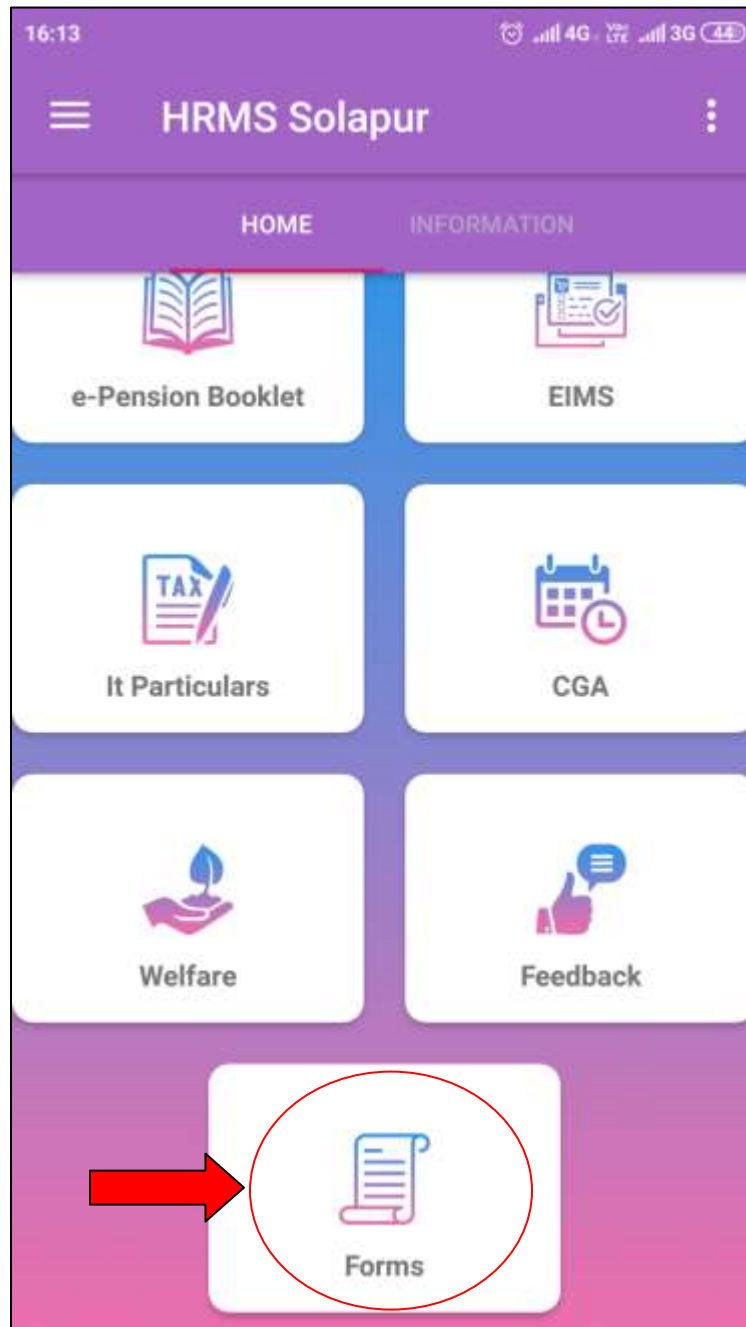 16:13
4G VoLTE 3G 44
HRMS Solapur
HOME INFORMATION
e-Pension Booklet EIMS
TAX
It Particulars CGA
Welfare Feedback
Forms